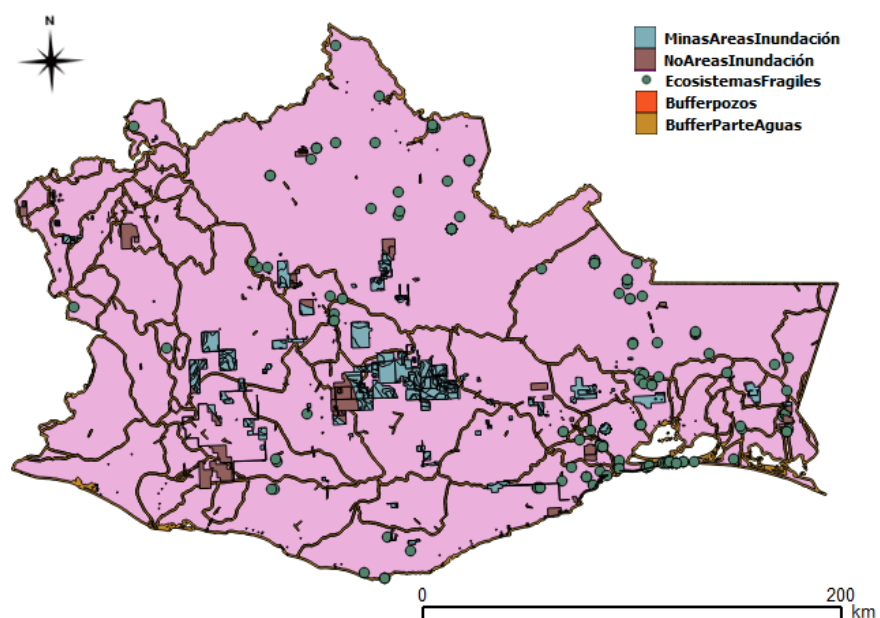 N
MinasAreasInundación
NoAreasInundación
EcosistemasFragiles
Bufferpozos
BufferParteAguas
0 200
km